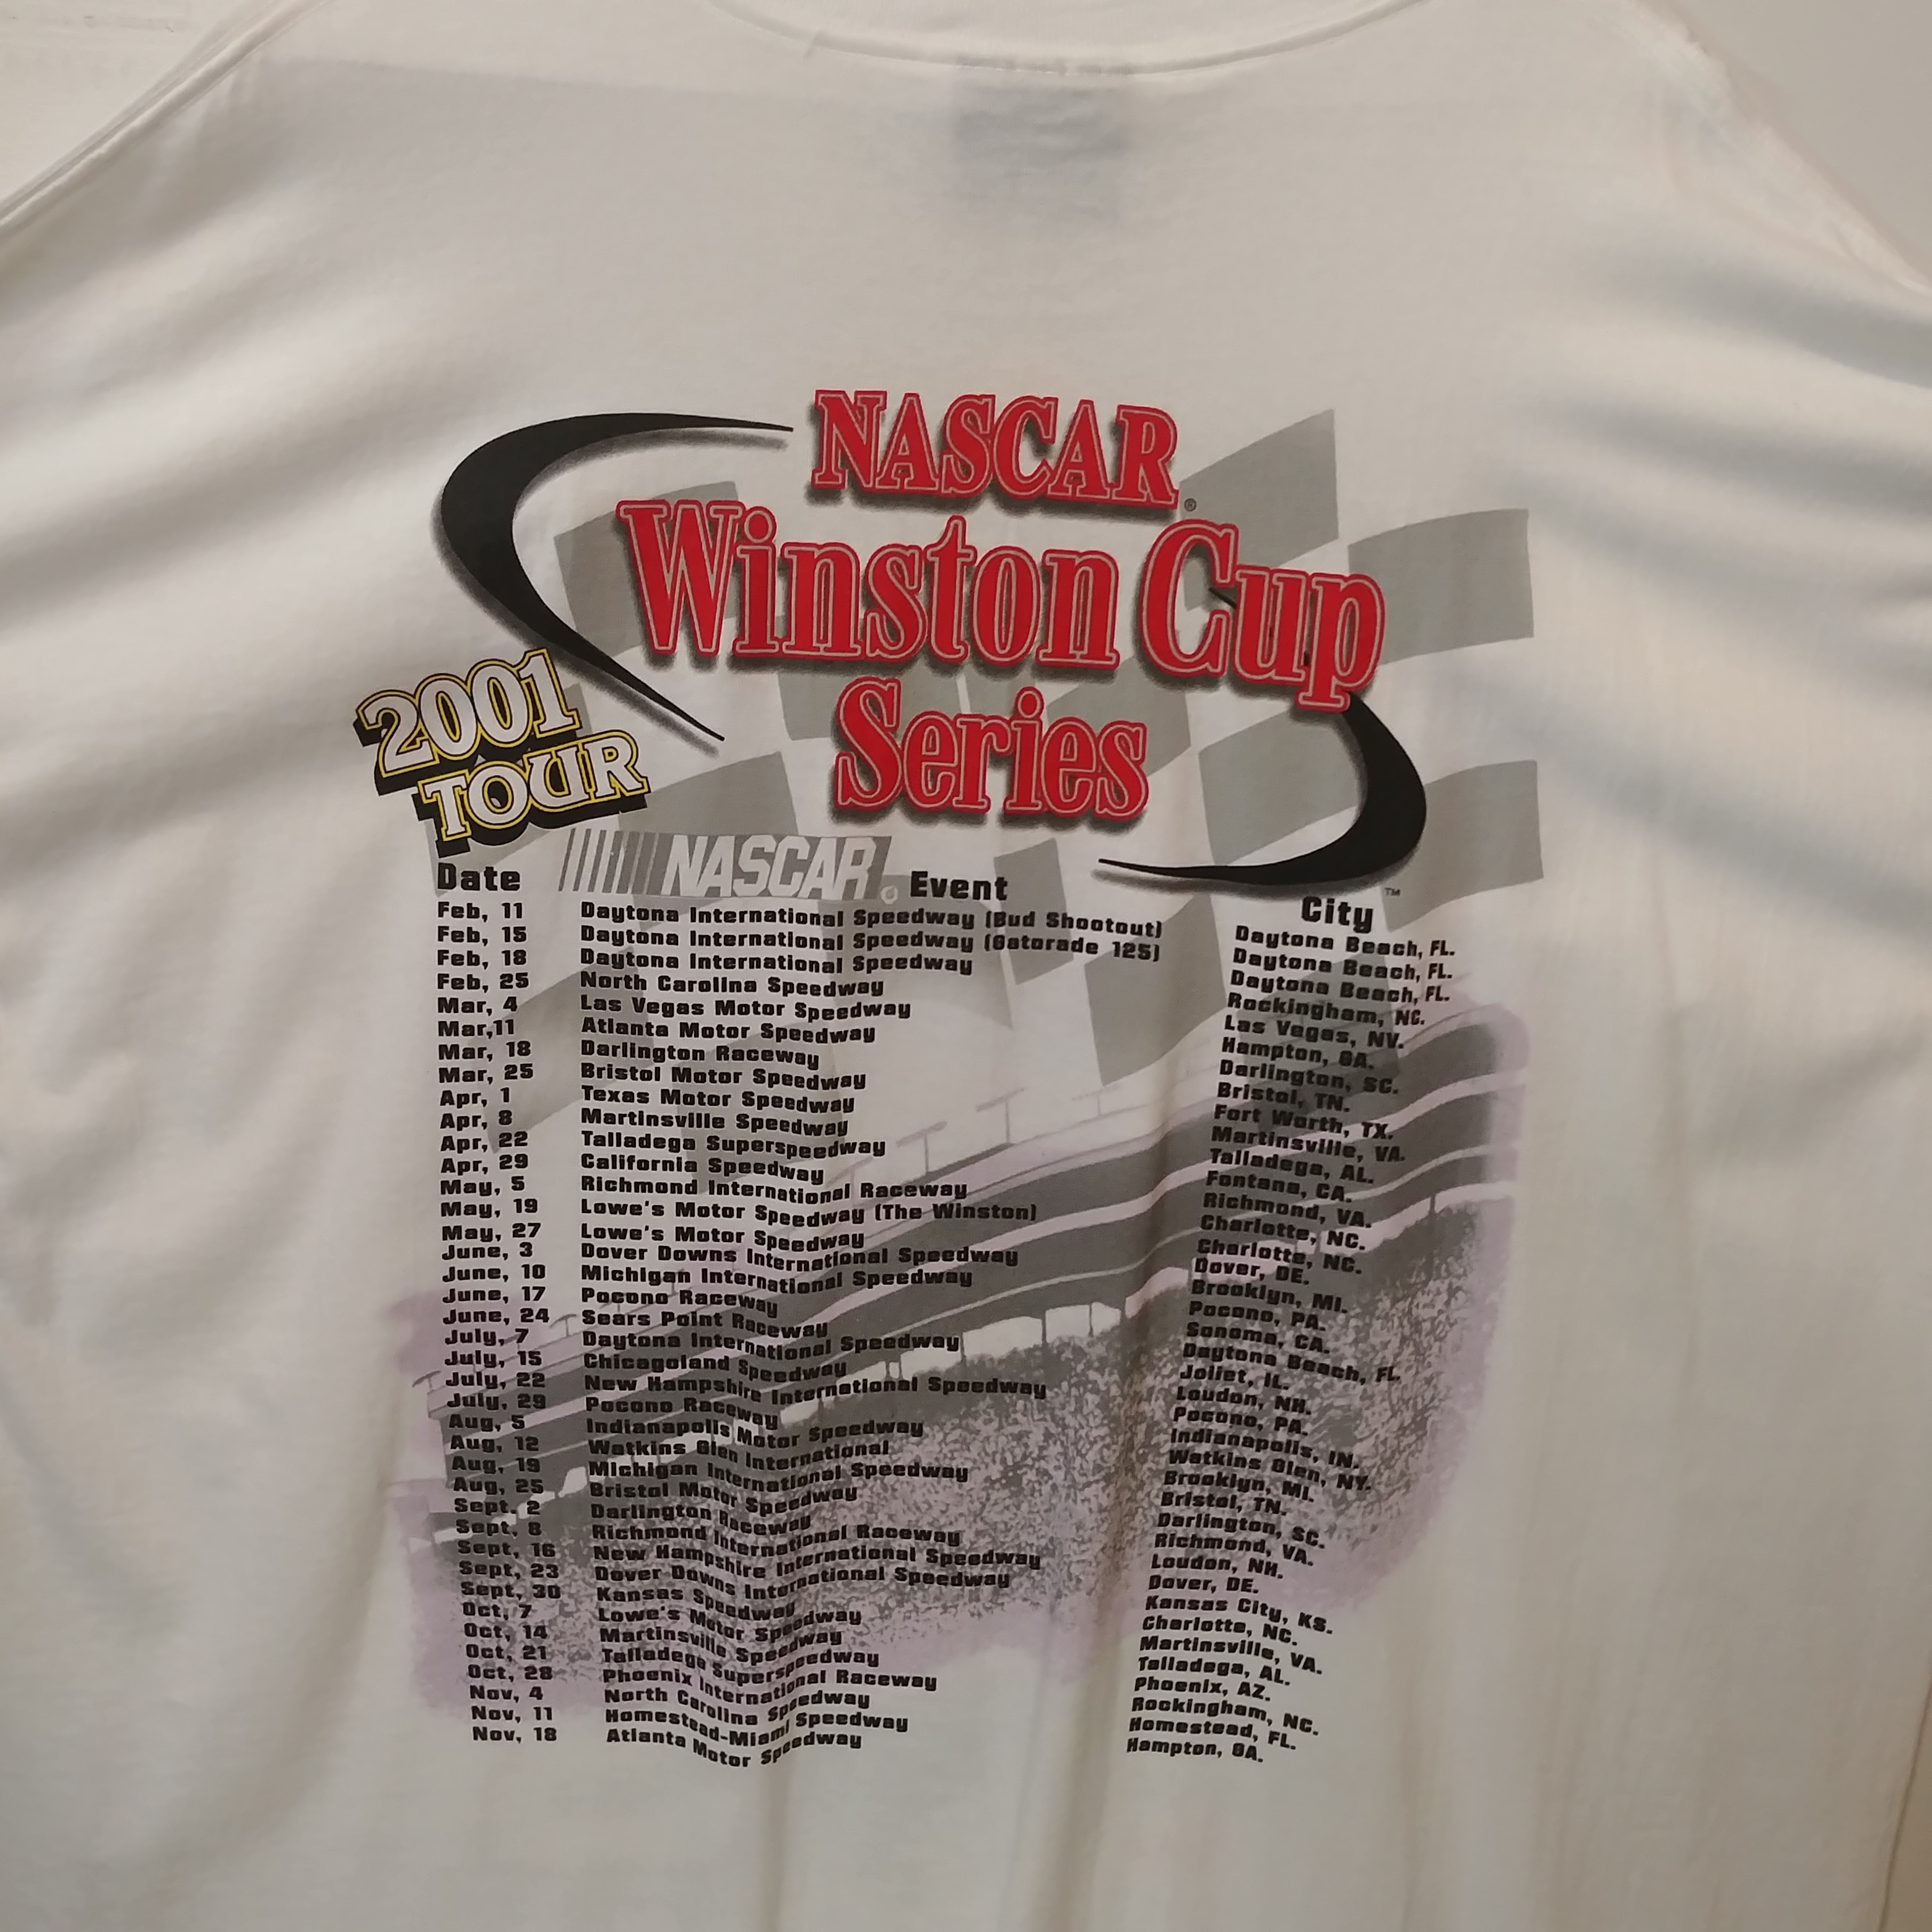 NASCAR®
Winston Cup
Series
2001
TOUR
NASCAR®
™
Date Event City
Feb, 11 Daytona International Speedway (Bud Shootout) Daytona Beach, FL.
Feb, 15 Daytona International Speedway (Gatorade 125) Daytona Beach, FL.
Feb, 18 Daytona International Speedway Daytona Beach, FL.
Feb, 25 North Carolina Speedway Rockingham, NC.
Mar, 4 Las Vegas Motor Speedway Las Vegas, NV.
Mar,11 Atlanta Motor Speedway Hampton, GA.
Mar, 18 Darlington Raceway Darlington, SC.
Mar, 25 Bristol Motor Speedway Bristol, TN.
Apr, 1 Texas Motor Speedway Fort Worth, TX.
Apr, 8 Martinsville Speedway Martinsville, VA.
Apr, 22 Talladega Superspeedway Talladega, AL.
Apr, 29 California Speedway Fontana, CA.
May, 5 Richmond International Raceway Richmond, VA.
May, 19 Lowe's Motor Speedway (The Winston) Charlotte, NC.
May, 27 Lowe's Motor Speedway Charlotte, NC.
June, 3 Dover Downs International Speedway Dover, DE.
June, 10 Michigan International Speedway Brooklyn, MI.
June, 17 Pocono Raceway Pocono, PA.
June, 24 Sears Point Raceway Sonoma, CA.
July, 7 Daytona International Speedway Daytona Beach, FL.
July, 15 Chicagoland Speedway Joliet, IL.
July, 22 New Hampshire International Speedway Loudon, NH.
July, 29 Pocono Raceway Pocono, PA.
Aug, 5 Indianapolis Motor Speedway Indianapolis, IN.
Aug, 12 Watkins Glen International Watkins Glen, NY.
Aug, 19 Michigan International Speedway Brooklyn, MI.
Aug, 25 Bristol Motor Speedway Bristol, TN.
Sept. 2 Darlington Raceway Darlington, SC.
Sept, 8 Richmond International Raceway Richmond, VA.
Sept, 16 New Hampshire International Speedway Loudon, NH.
Sept, 23 Dover Downs International Speedway Dover, DE.
Sept, 30 Kansas Speedway Kansas City, KS.
Oct, 7 Lowe's Motor Speedway Charlotte, NC.
Oct, 14 Martinsville Speedway Martinsville, VA.
Oct, 21 Talladega Superspeedway Talladega, AL.
Oct, 28 Phoenix International Raceway Phoenix, AZ.
Nov, 4 North Carolina Speedway Rockingham, NC.
Nov, 11 Homestead-Miami Speedway Homestead, FL.
Nov, 18 Atlanta Motor Speedway Hampton, GA.